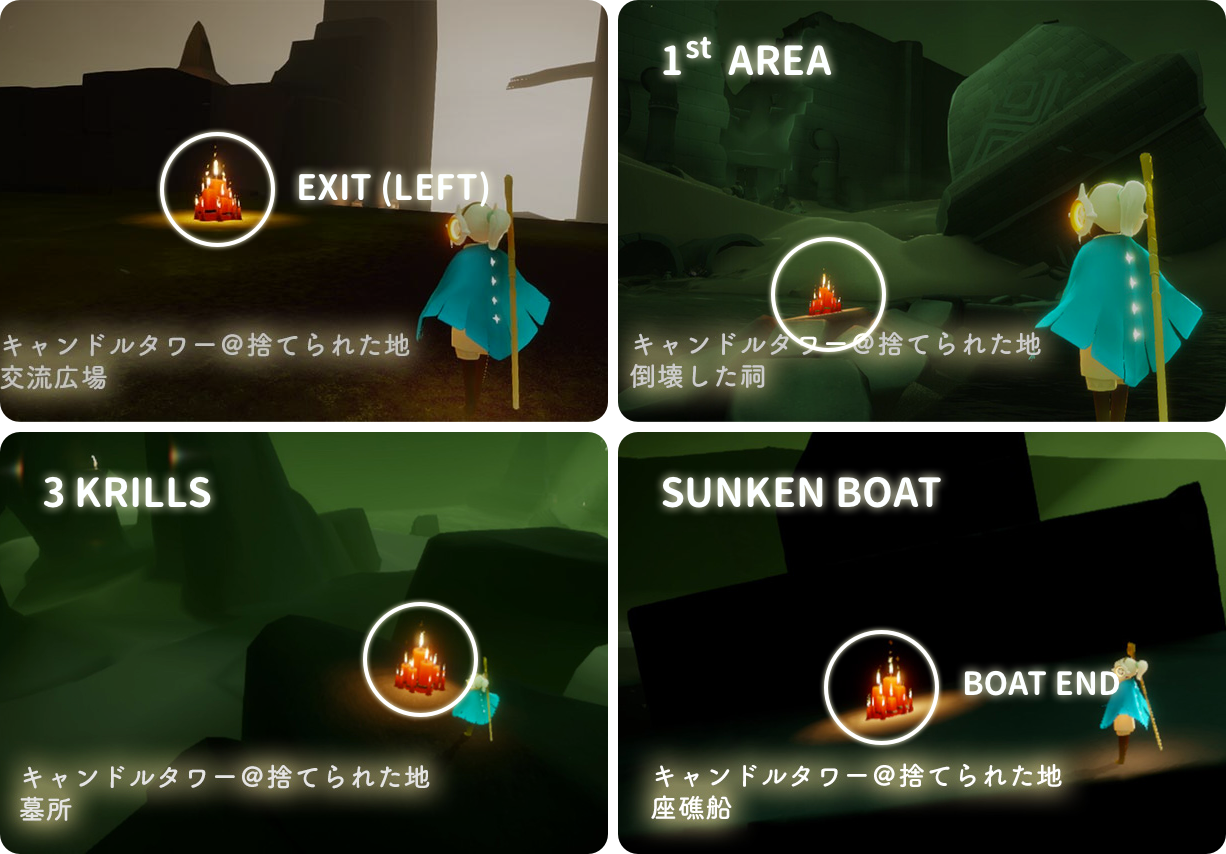 EXIT (LEFT)
キャンドルタワー＠捨てられた地
交流広場
1st AREA
キャンドルタワー＠捨てられた地
倒壊した祠
3 KRILLS
キャンドルタワー＠捨てられた地
墓所
SUNKEN BOAT
BOAT END
キャンドルタワー＠捨てられた地
座礁船